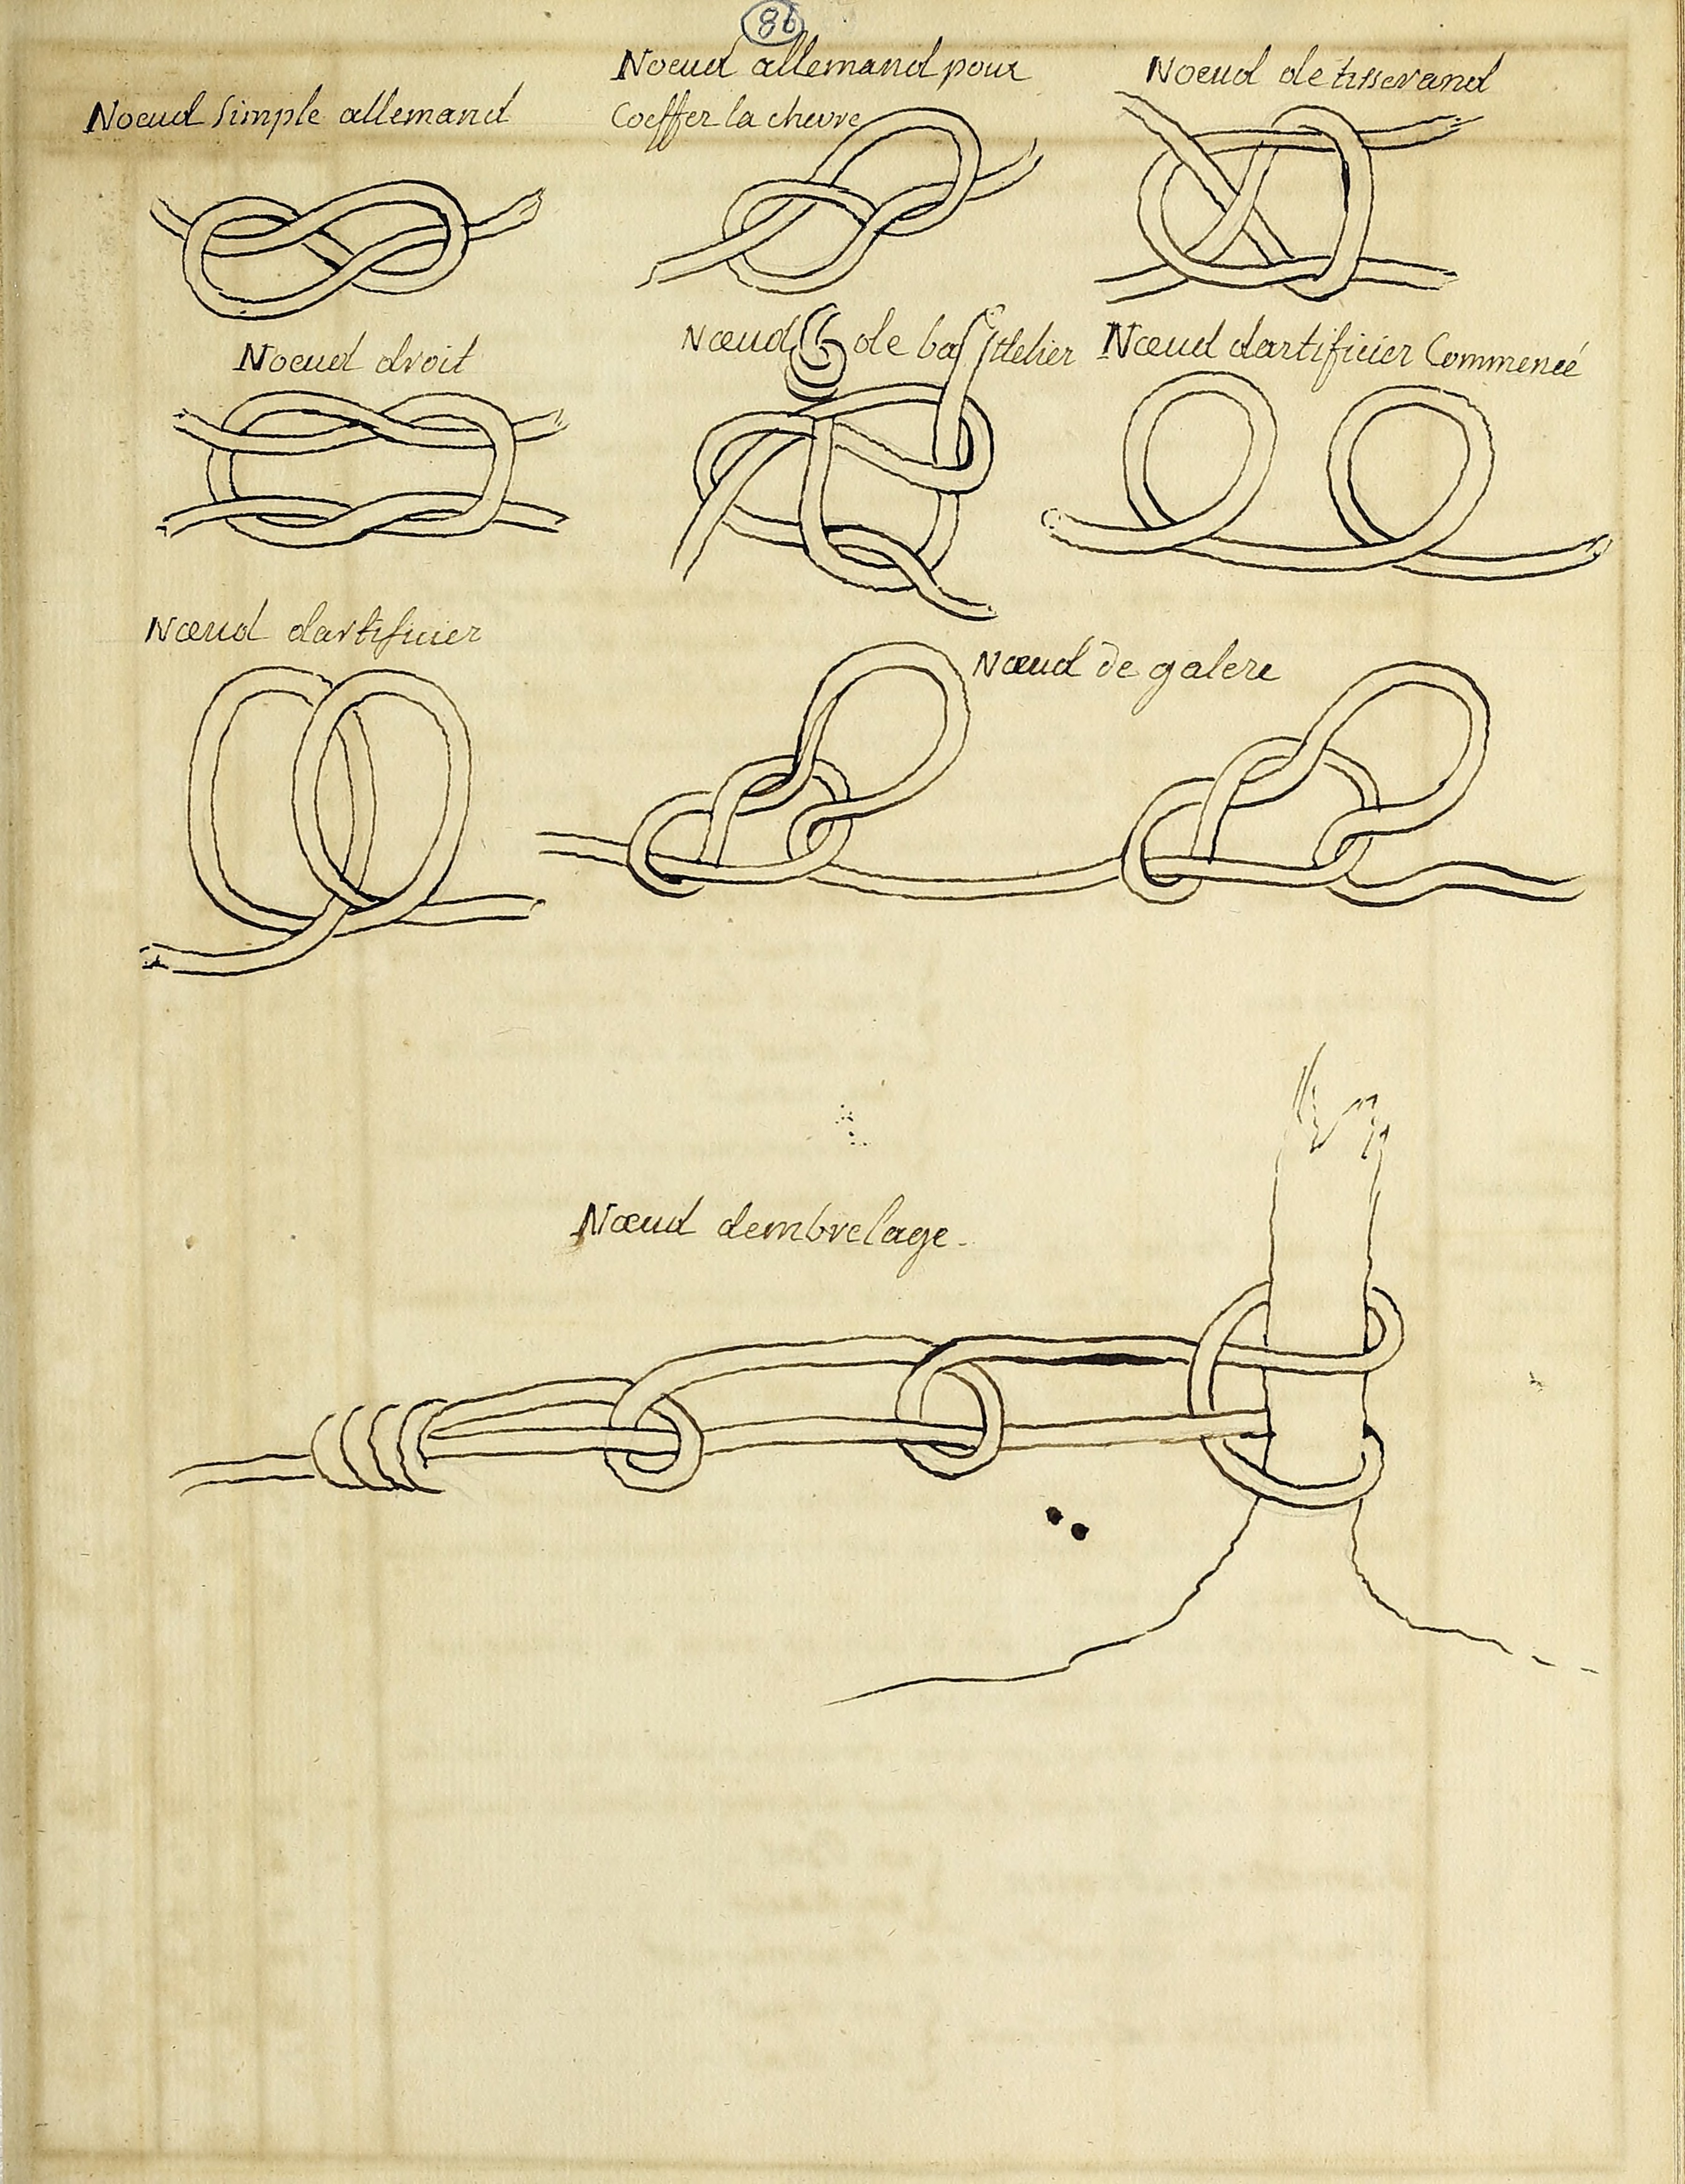 86
Noeud Simple allemand
Noeud allemand pour
Coeffer la chevre
Noeud de tisserand
Noeud droit
Nœud de battelier
Nœud dartificier Commencé
Nœud dartificier
Nœud de galere
Nœud dembrelage.